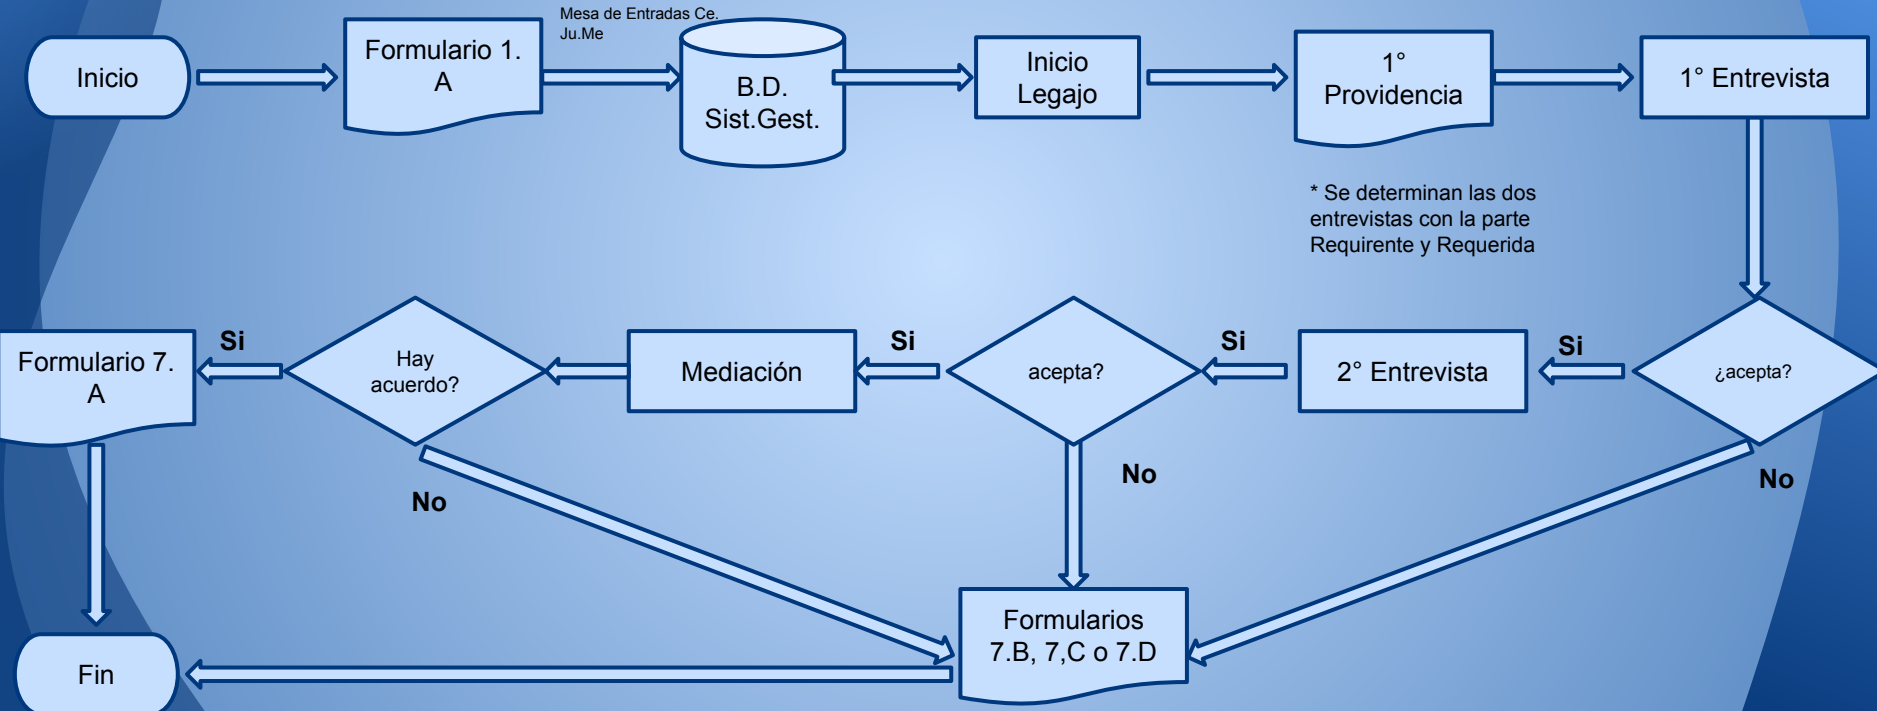 Mesa de Entradas Ce.
Ju.Me
Inicio
Formulario 1.
A
B.D.
Sist.Gest.
Inicio
Legajo
1°
Providencia
1° Entrevista
* Se determinan las dos
entrevistas con la parte
Requirente y Requerida
Formulario 7.
A
Si
Hay
acuerdo?
Mediación
Si
acepta?
Si
2° Entrevista
Si
¿acepta?
No
No
No
Fin
Formularios
7.B, 7,C o 7.D